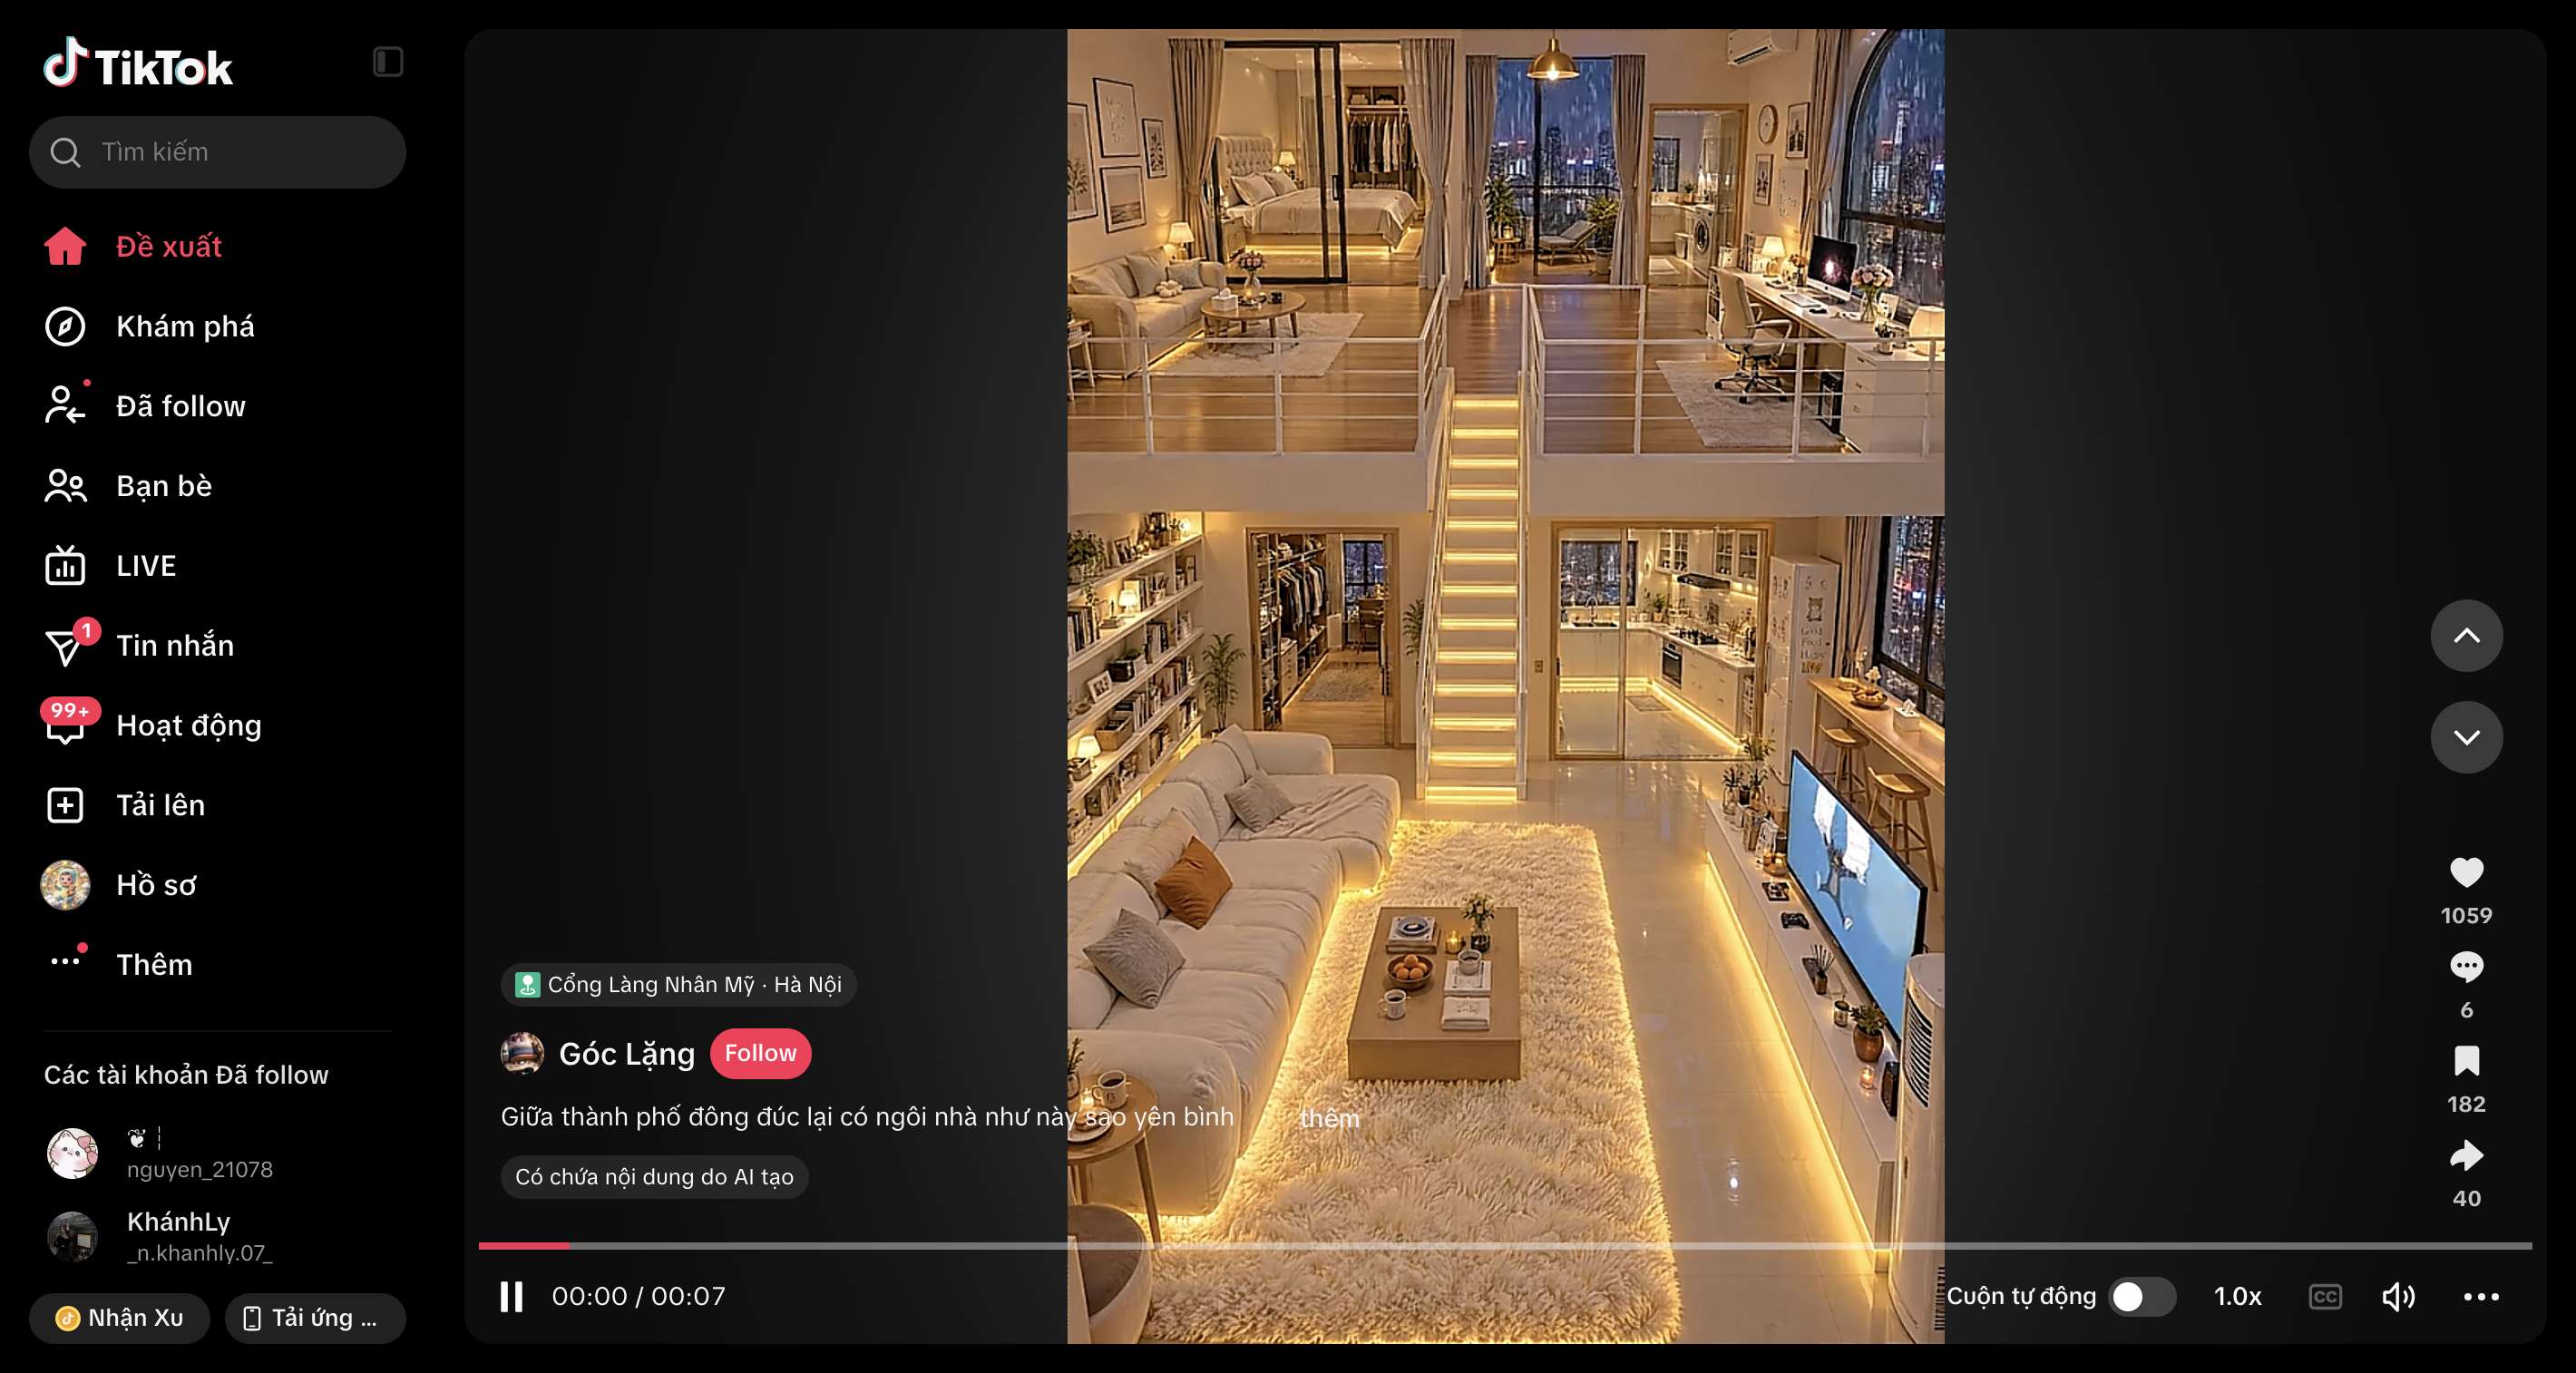 TikTok
Tìm kiếm
Đề xuất
Khám phá
Đã follow
Bạn bè
LIVE
1
Tin nhắn
99+
Hoạt động
Tải lên
Hồ sơ
Thêm
Các tài khoản Đã follow
nguyen_21078
KhánhLy
_n.khanhly.07_
Nhận Xu
Tải ứng ...
Cổng Làng Nhân Mỹ · Hà Nội
Góc Lặng
Follow
Giữa thành phố đông đúc lại có ngôi nhà như này sao yên bình
thêm
Có chứa nội dung do AI tạo
00:00 / 00:07
1059
6
182
40
Cuộn tự động
1.0x
CC